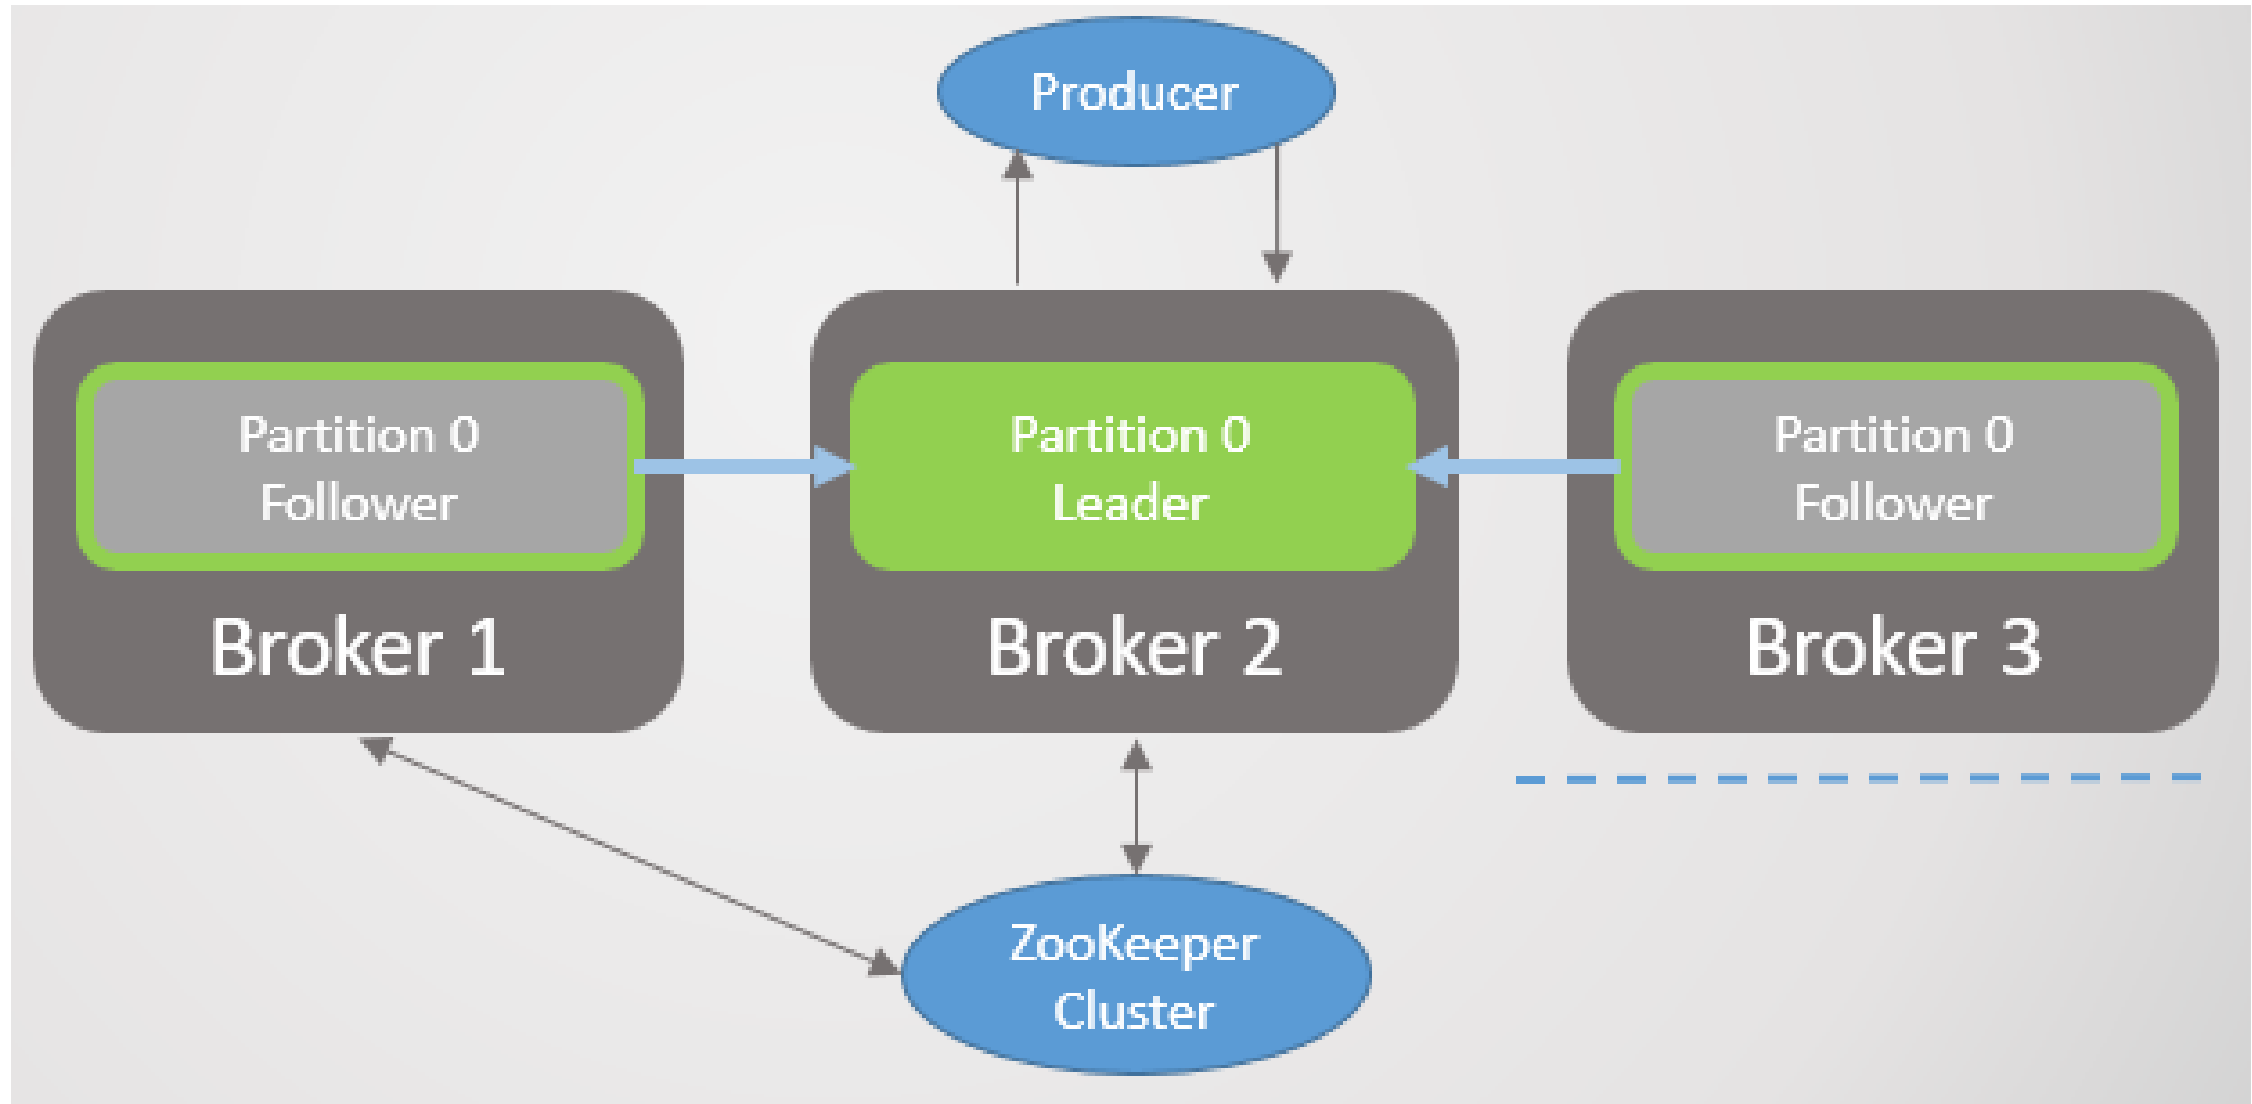 Producer
Partition 0
Follower
Broker 1
Partition 0
Leader
Broker 2
Partition 0
Follower
Broker 3
ZooKeeper
Cluster